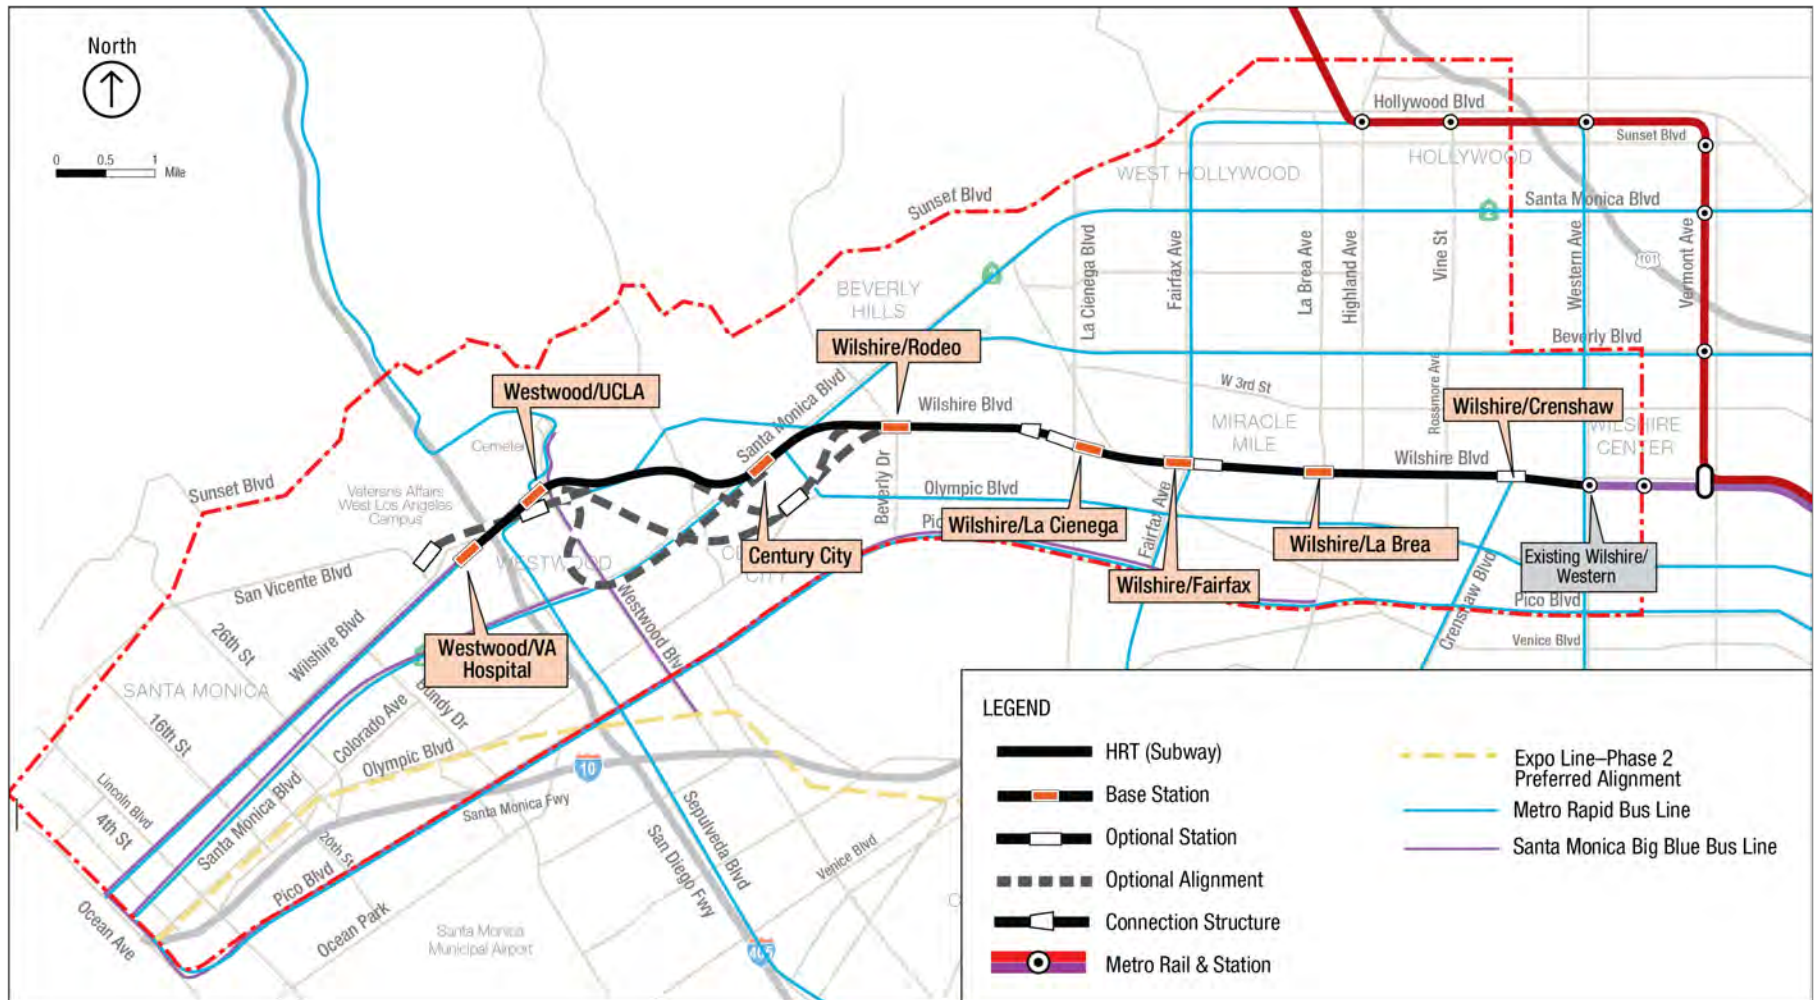 North
0 0.5 1
Mile
Hollywood Blvd
Sunset Blvd
HOLLYWOOD
WEST HOLLYWOOD
Sunset Blvd
Santa Monica Blvd
2
La Cienega Blvd
Fairfax Ave
La Brea Ave
Highland Ave
Vine St
Western Ave
Vermont Ave
101
BEVERLY
HILLS
Beverly Blvd
Wilshire/Rodeo
Westwood/UCLA
Santa Monica Blvd
Wilshire Blvd
W 3rd St
Rossmore Ave
Wilshire/Crenshaw
MIRACLE
MILE
WILSHIRE
CENTER
Wilshire Blvd
Sunset Blvd
Veterans Affairs
West Los Angeles
Campus
Beverly Dr
Olympic Blvd
Wilshire/La Cienega
Fairfax Ave
Wilshire/La Brea
Existing Wilshire/
Western
Century City
WESTWOOD
Wilshire/Fairfax
Crenshaw Blvd
Pico Blvd
Venice Blvd
San Vicente Blvd
Wilshire Blvd
26th St
Westwood/VA
Hospital
SANTA MONICA
16th St
Colorado Ave
Bundy Dr
Olympic Blvd
10
Santa Monica Fwy
Lincoln Blvd
4th St
Santa Monica Blvd
20th St
Pico Blvd
Ocean Park
Ocean Ave
Santa Monica
Municipal Airport
Sepulveda Blvd
San Diego Fwy
Venice Blvd
405
LEGEND
HRT (Subway)
Base Station
Optional Station
Optional Alignment
Connection Structure
Metro Rail & Station
Expo Line–Phase 2
Preferred Alignment
Metro Rapid Bus Line
Santa Monica Big Blue Bus Line